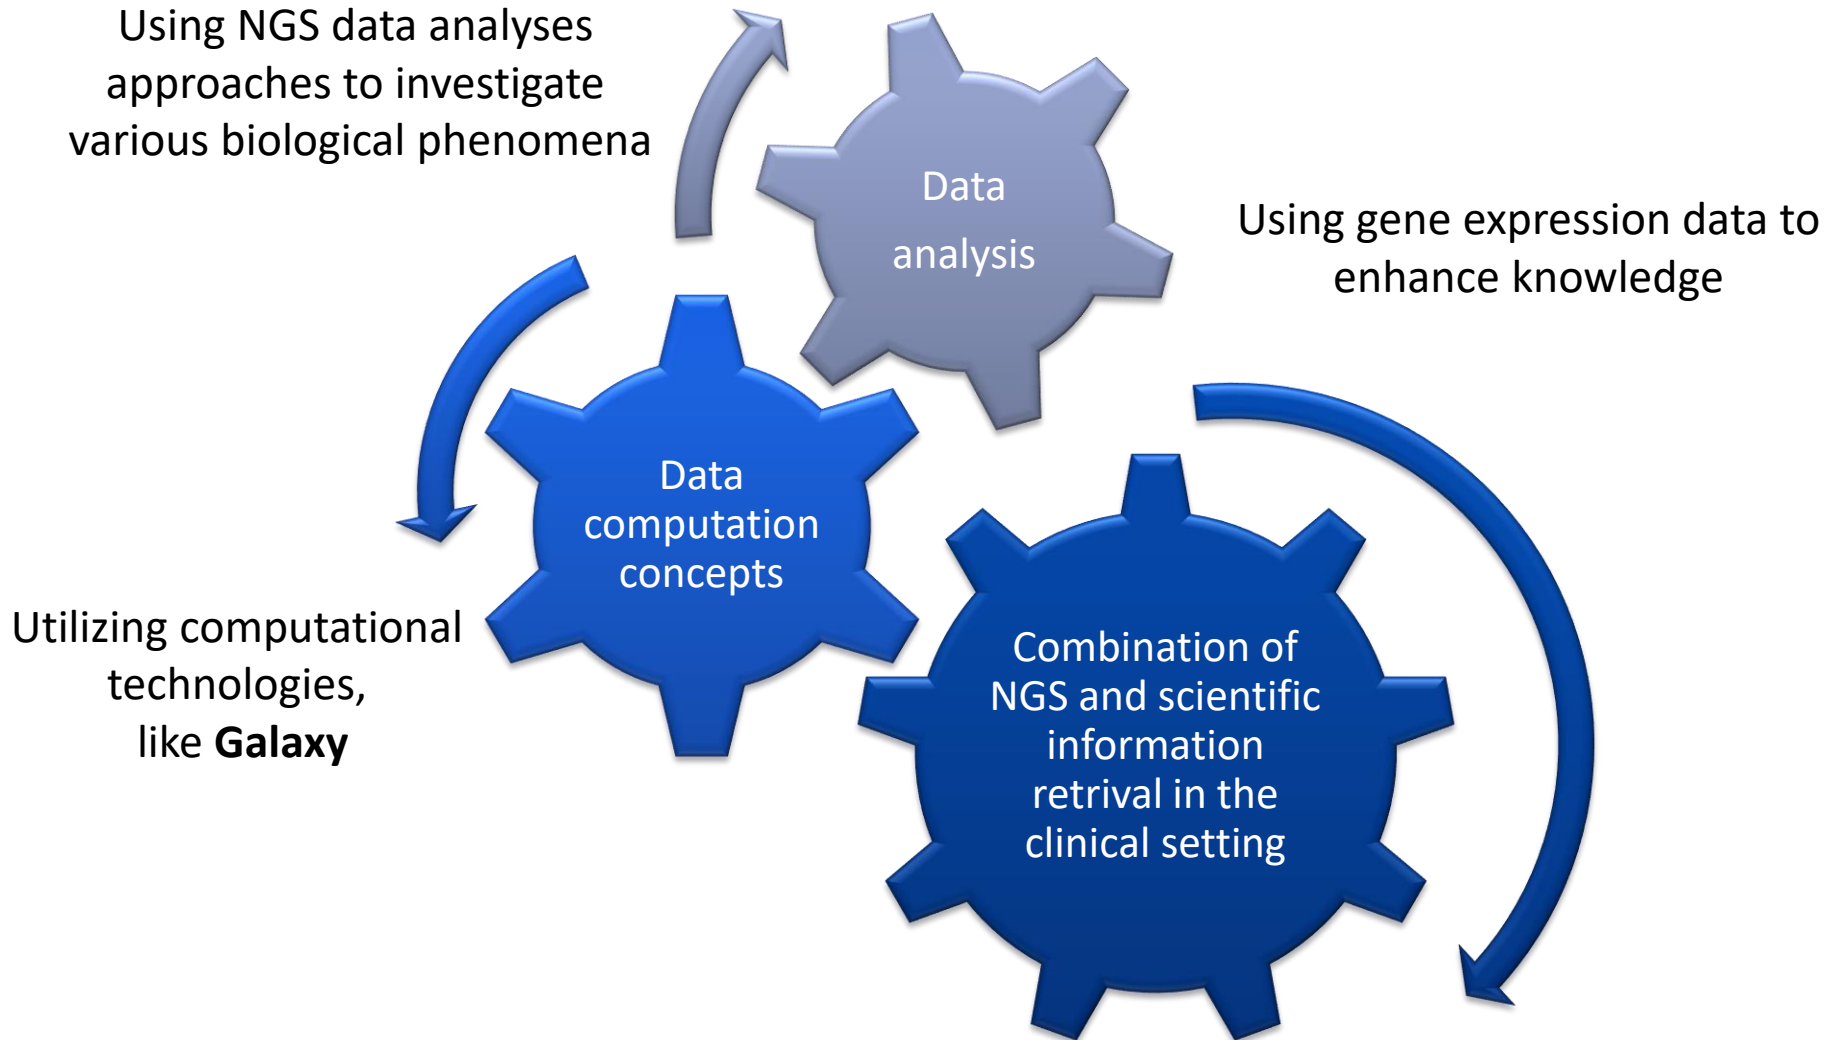 Using NGS data analyses
approaches to investigate
various biological phenomena
Data
analysis
Using gene expression data to
enhance knowledge
Data
computation
concepts
Utilizing computational
technologies,
like Galaxy
Combination of
NGS and scientific
information
retrival in the
clinical setting